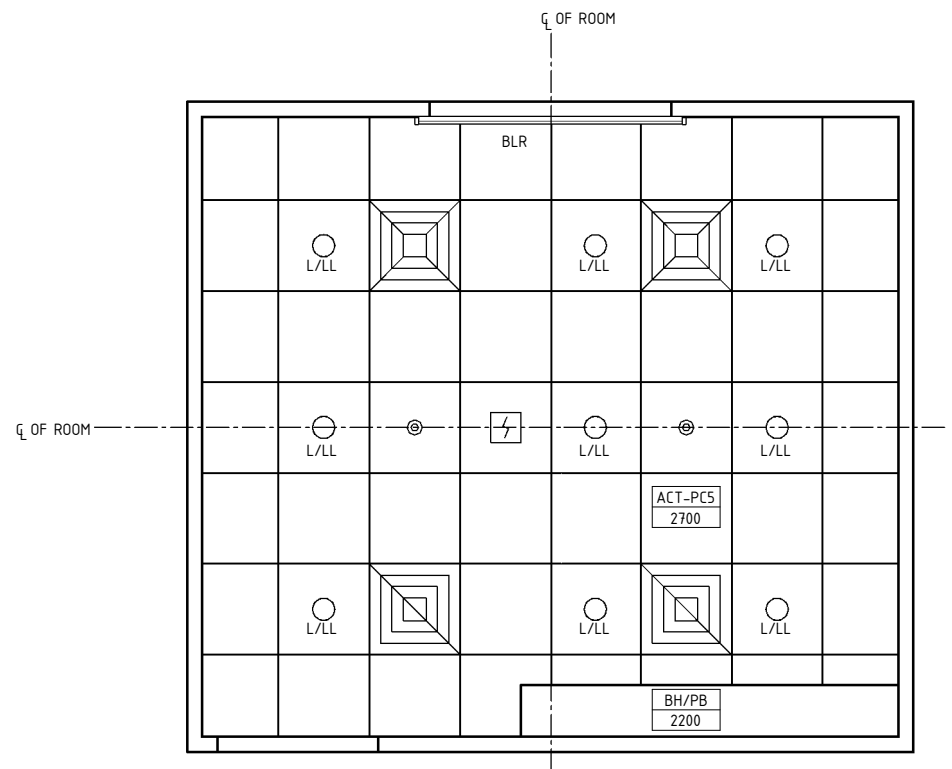 ℄ OF ROOM
BLR
L/LL L/LL L/LL
℄ OF ROOM
L/LL L/LL L/LL
ACT-PC5
2700
L/LL L/LL L/LL
BH/PB
2200